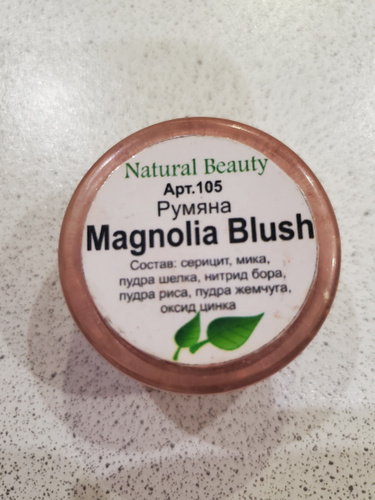 Natural Beauty
Арт.105
Румяна
Magnolia Blush
Состав: серицит, мика,
пудра шелка, нитрид бора,
пудра риса, пудра жемчуга,
оксид цинка